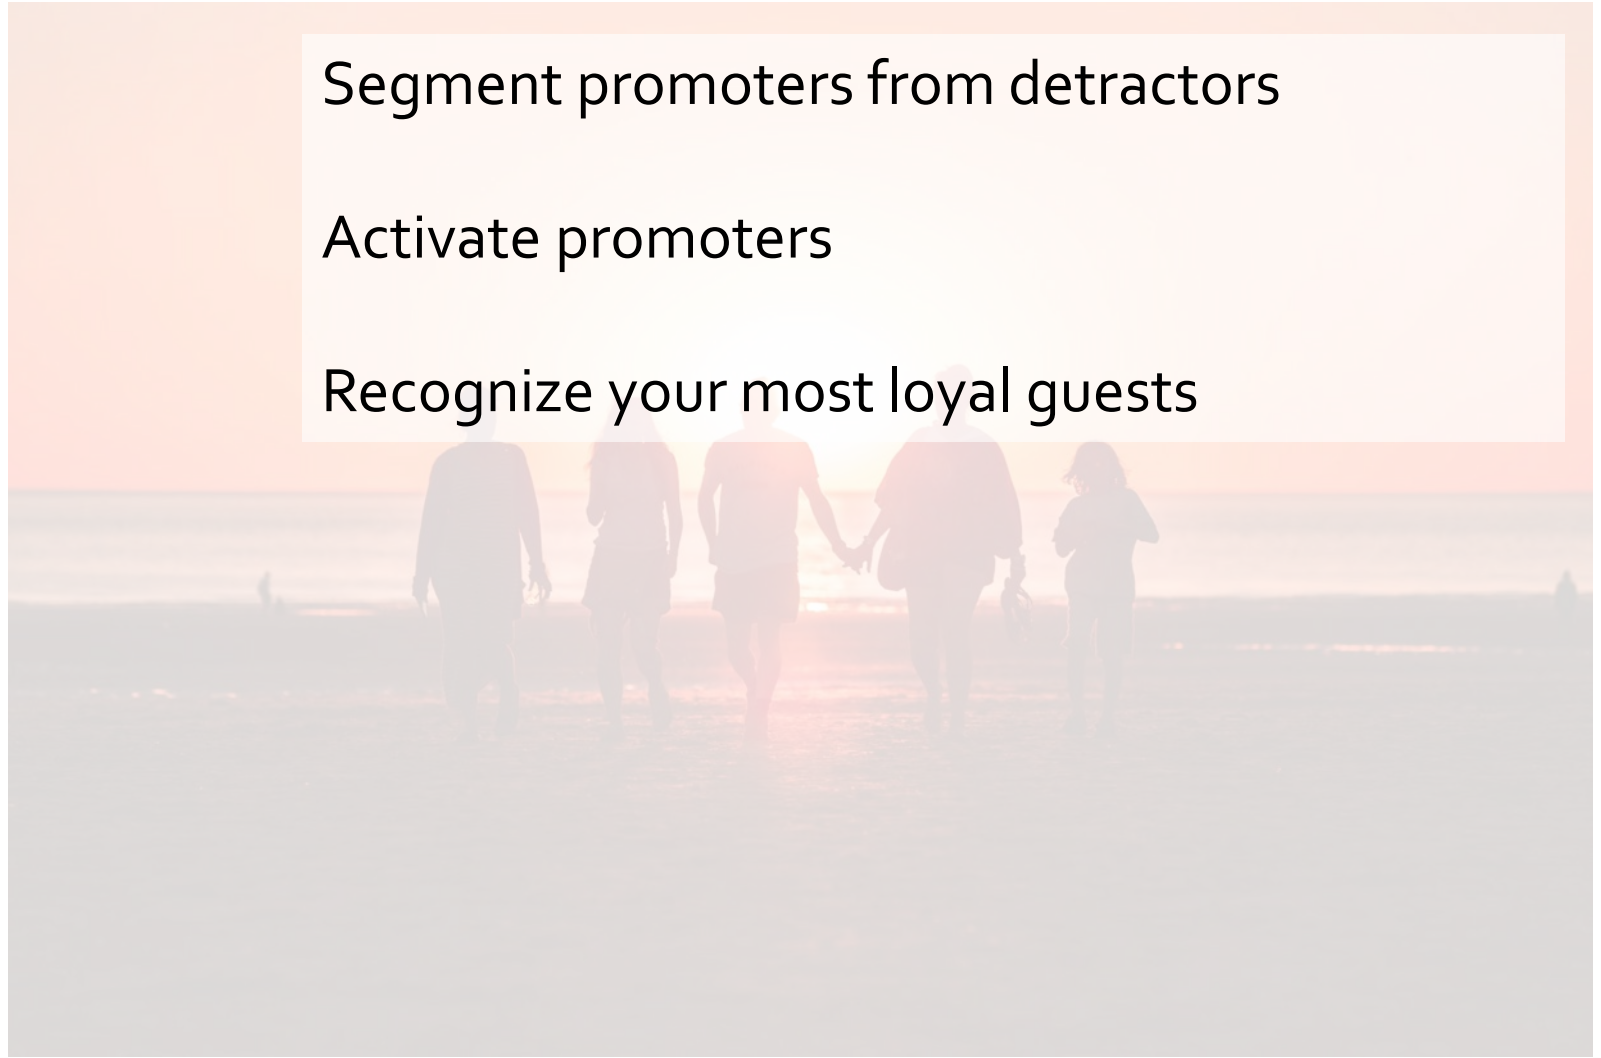 Segment promoters from detractors
Activate promoters
Recognize your most loyal guests